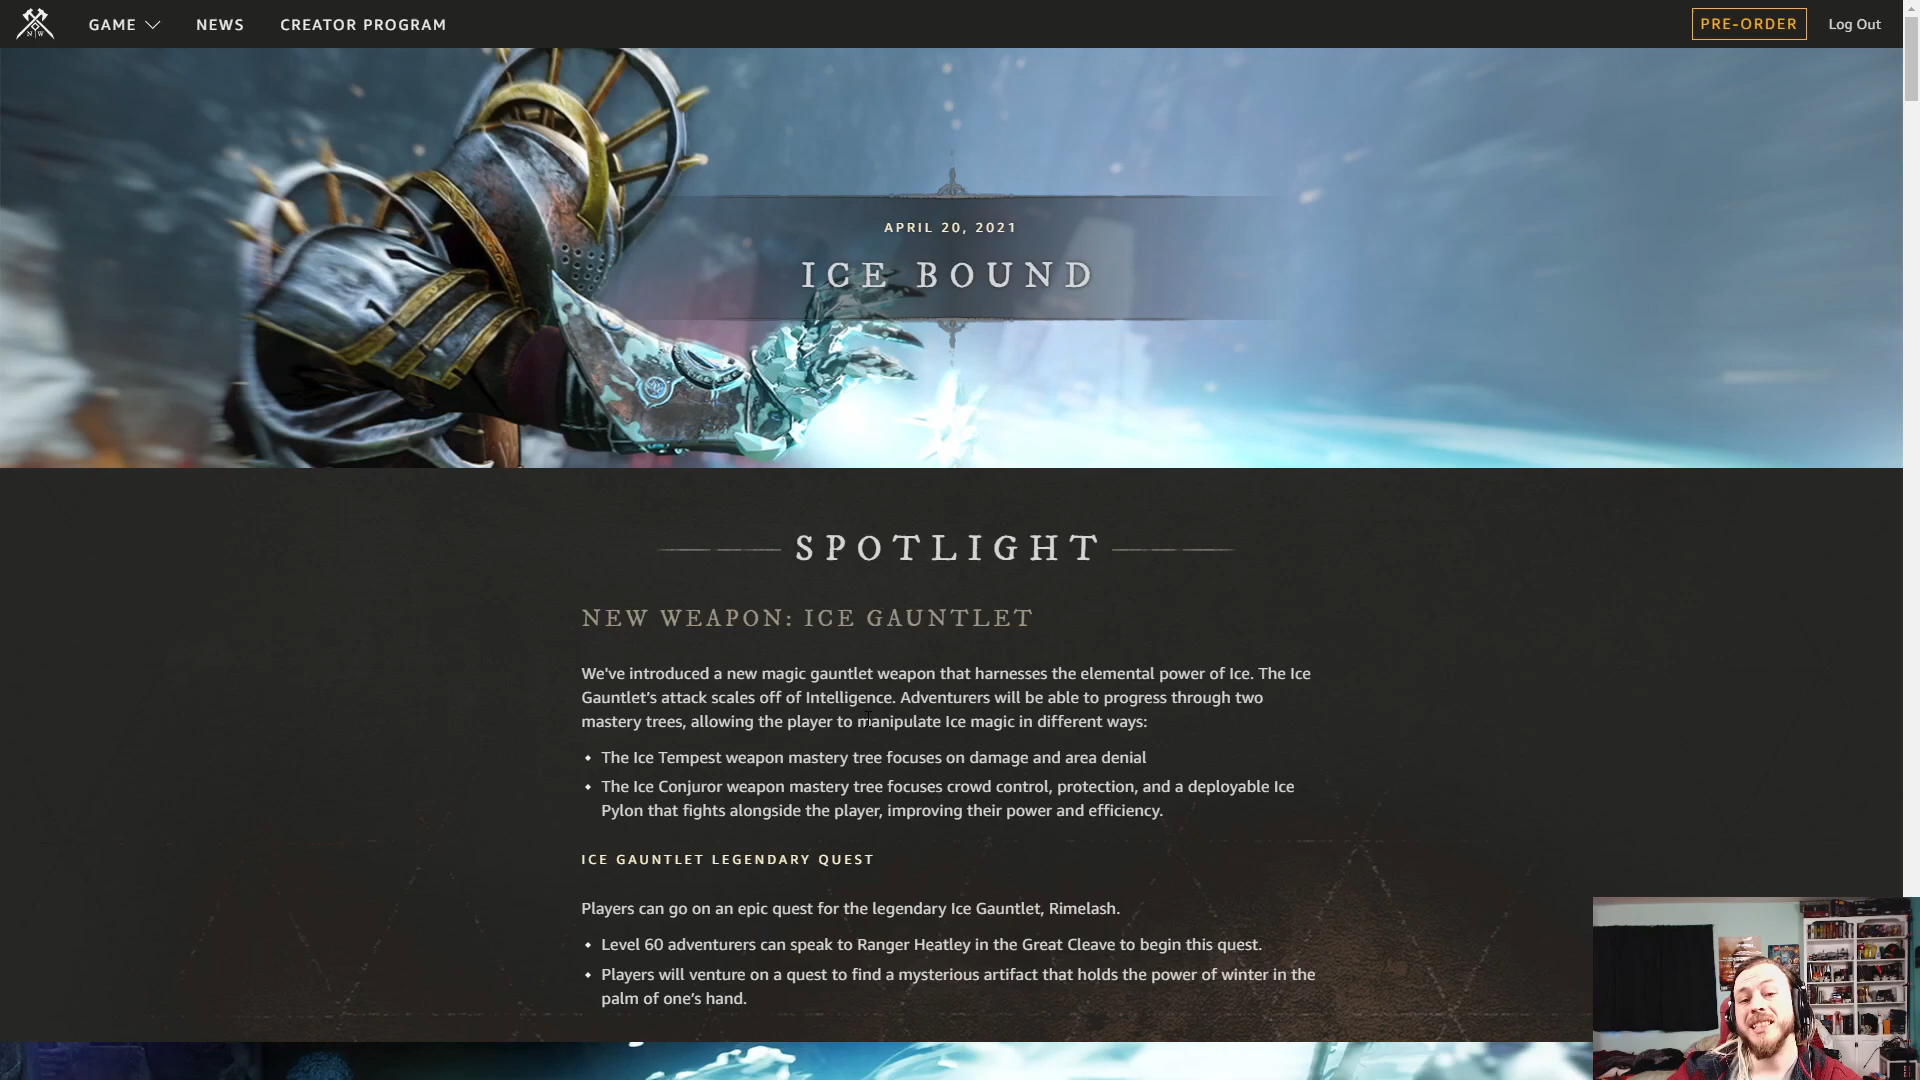 GAME NEWS CREATOR PROGRAM PRE-ORDER Log Out
N W
APRIL 20, 2021
ICE BOUND
SPOTLIGHT
NEW WEAPON: ICE GAUNTLET
We've introduced a new magic gauntlet weapon that harnesses the elemental power of Ice. The Ice
Gauntlet’s attack scales off of Intelligence. Adventurers will be able to progress through two
mastery trees, allowing the player to manipulate Ice magic in different ways:
The Ice Tempest weapon mastery tree focuses on damage and area denial
The Ice Conjuror weapon mastery tree focuses crowd control, protection, and a deployable Ice
Pylon that fights alongside the player, improving their power and efficiency.
ICE GAUNTLET LEGENDARY QUEST
Players can go on an epic quest for the legendary Ice Gauntlet, Rimelash.
Level 60 adventurers can speak to Ranger Heatley in the Great Cleave to begin this quest.
Players will venture on a quest to find a mysterious artifact that holds the power of winter in the
palm of one’s hand.